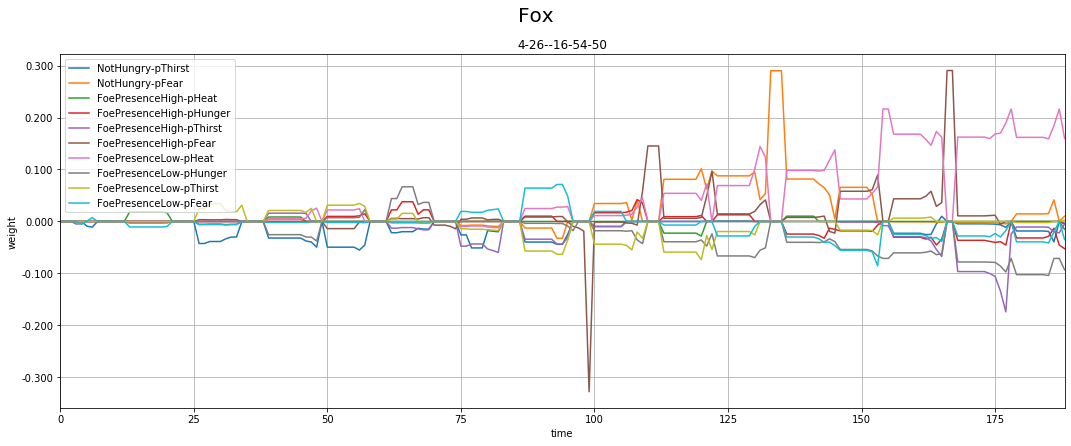 Fox
4-26--16-54-50
0.300
0.200
0.100
0.000
-0.100
-0.200
-0.300
weight
NotHungry-pThirst
NotHungry-pFear
FoePresenceHigh-pHeat
FoePresenceHigh-pHunger
FoePresenceHigh-pThirst
FoePresenceHigh-pFear
FoePresenceLow-pHeat
FoePresenceLow-pHunger
FoePresenceLow-pThirst
FoePresenceLow-pFear
0 25 50 75 100 125 150 175
time